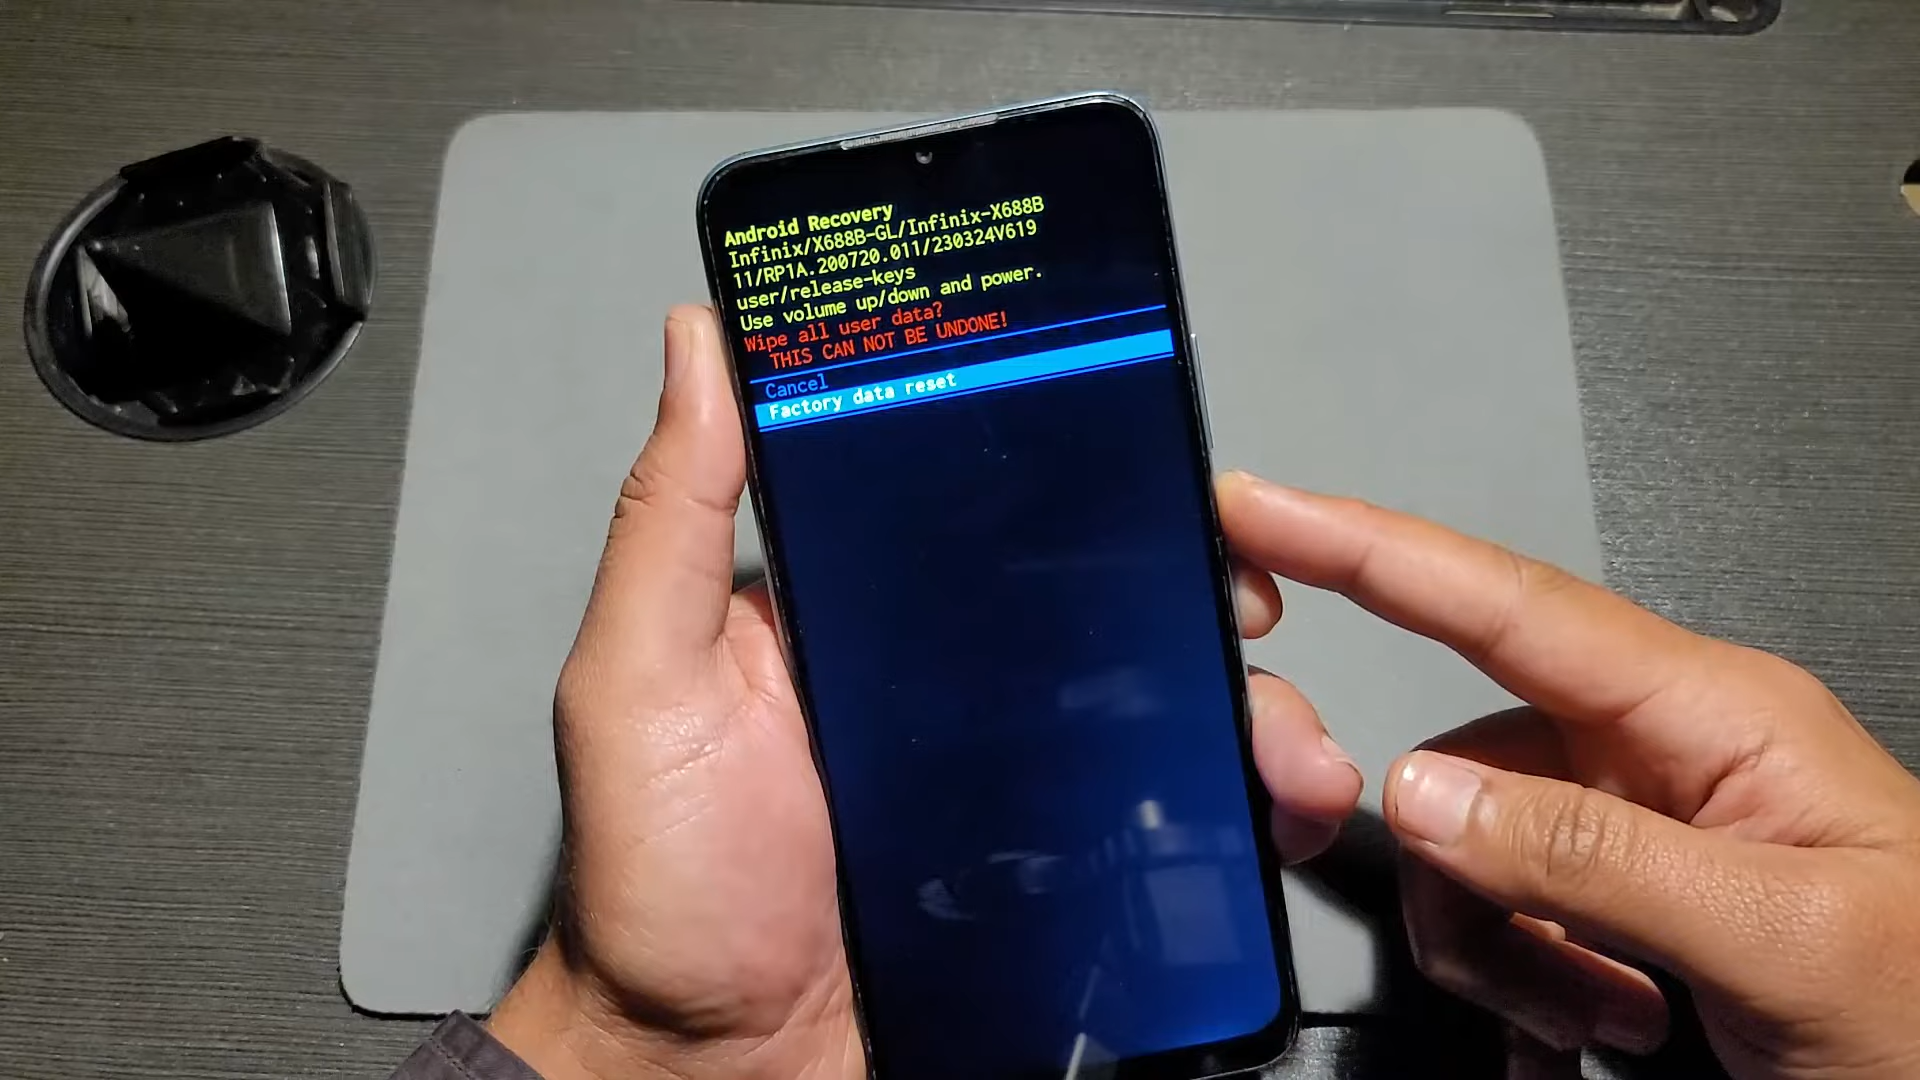 Android Recovery
Infinix/X688B-GL/Infinix-X688B
11/RP1A.200720.011/230324V619
user/release-keys
Use volume up/down and power.
Wipe all user data?
THIS CAN NOT BE UNDONE!
Cancel
Factory data reset